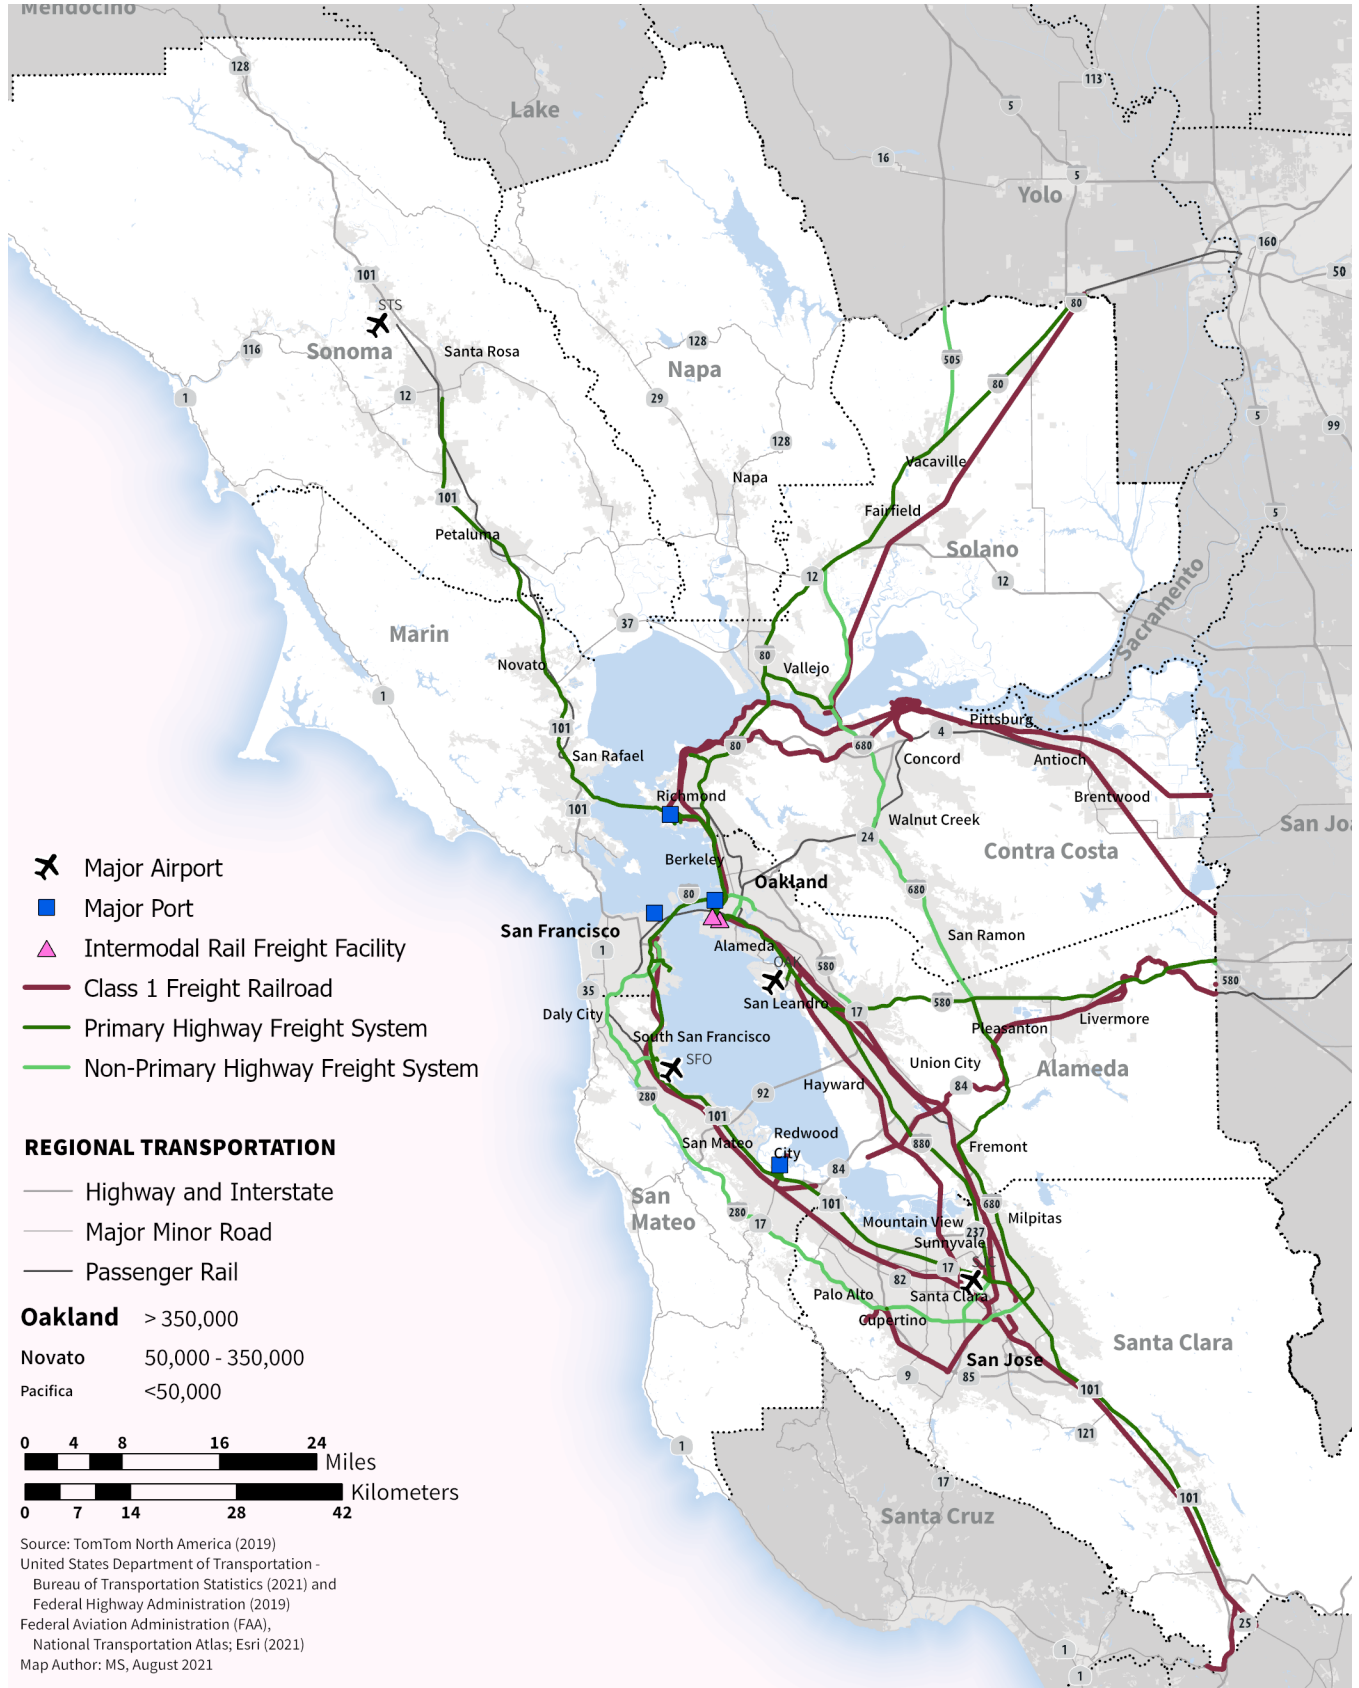 Mendocino
128
Lake
113
5
16
5
Yolo
160
50
101
STS
80
116
Sonoma
Santa Rosa
128
Napa
505
80
1
12
29
5
99
128
Vacaville
Napa
101
Fairfield
5
Petaluma
Solano
12
12
Sacramento
37
Marin
80
Novato
Vallejo
1
101
Pittsburg
4
80
680
San Rafael
Concord
Antioch
Richmond
Brentwood
101
Walnut Creek
San Joa
24
Contra Costa
Berkeley
Oakland
80
680
San Francisco
San Ramon
Alameda
1
OAK
580
580
35
San Leandro
580
17
Daly City
Livermore
Pleasanton
South San Francisco
SFO
Union City
Alameda
Hayward
84
280
92
101
Redwood
City
San Mateo
880
Fremont
84
San
Mateo
101
680
280
17
Mountain View
Milpitas
237
Sunnyvale
17
82
Palo Alto
Santa Clara
Cupertino
Santa Clara
San Jose
9
85
101
121
1
17
101
Santa Cruz
25
1
1
Major Airport
Major Port
Intermodal Rail Freight Facility
Class 1 Freight Railroad
Primary Highway Freight System
Non-Primary Highway Freight System
REGIONAL TRANSPORTATION
Highway and Interstate
Major Minor Road
Passenger Rail
Oakland > 350,000
Novato 50,000 - 350,000
Pacifica <50,000
0 4 8 16 24
Miles
Kilometers
0 7 14 28 42
Source: TomTom North America (2019)
United States Department of Transportation -
Bureau of Transportation Statistics (2021) and
Federal Highway Administration (2019)
Federal Aviation Administration (FAA),
National Transportation Atlas; Esri (2021)
Map Author: MS, August 2021